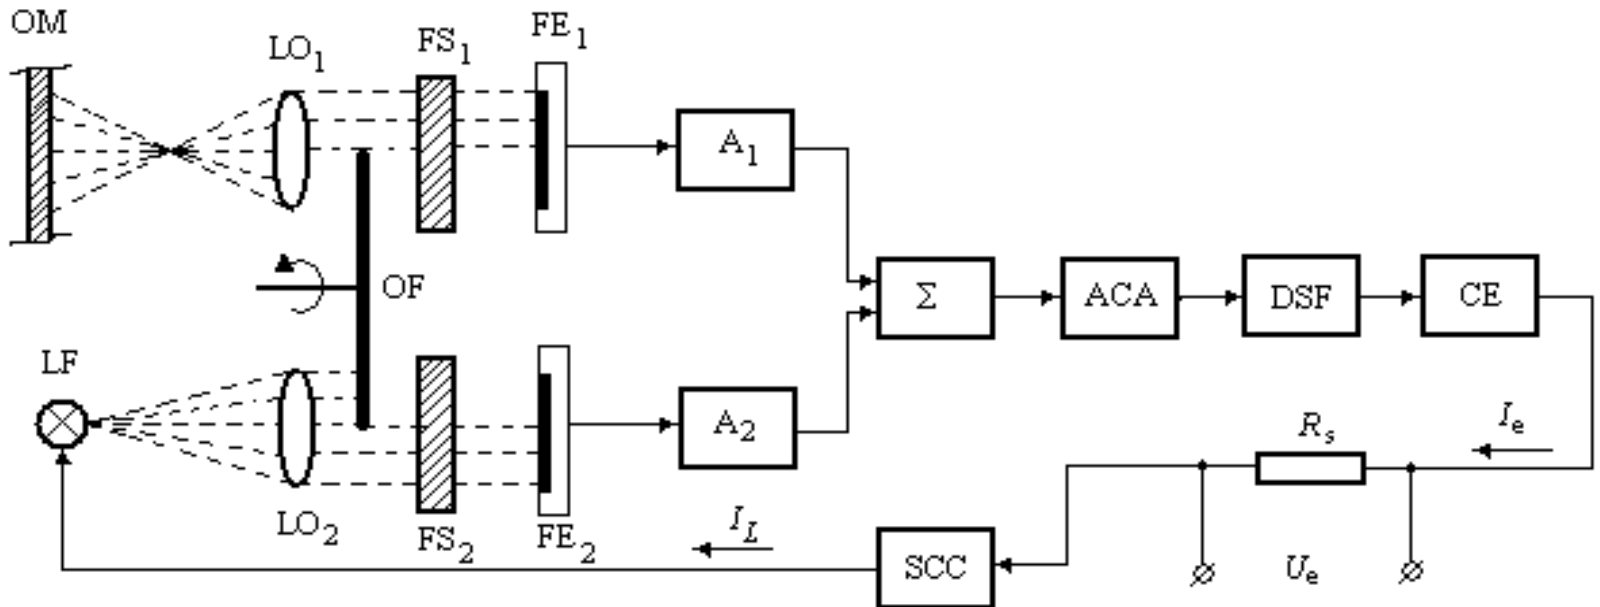 OM
LO1
FS1
FE1
A1
OF
Σ
ACA
DSF
CE
LF
A2
Rs
Ie
LO2
FS2
FE2
IL
SCC
Ue